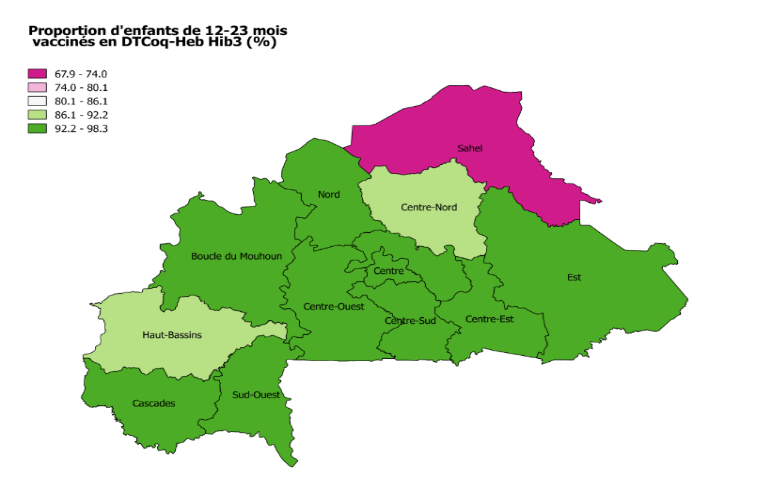 Proportion d'enfants de 12-23 mois
vaccinés en DTCoq-Heb Hib3 (%)
67.9 - 74.0
74.0 - 80.1
80.1 - 86.1
86.1 - 92.2
92.2 - 98.3
Sahel
Nord
Centre-Nord
Boucle du Mouhoun
Centre
Est
Centre-Ouest
Centre-Sud
Centre-Est
Haut-Bassins
Sud-Ouest
Cascades